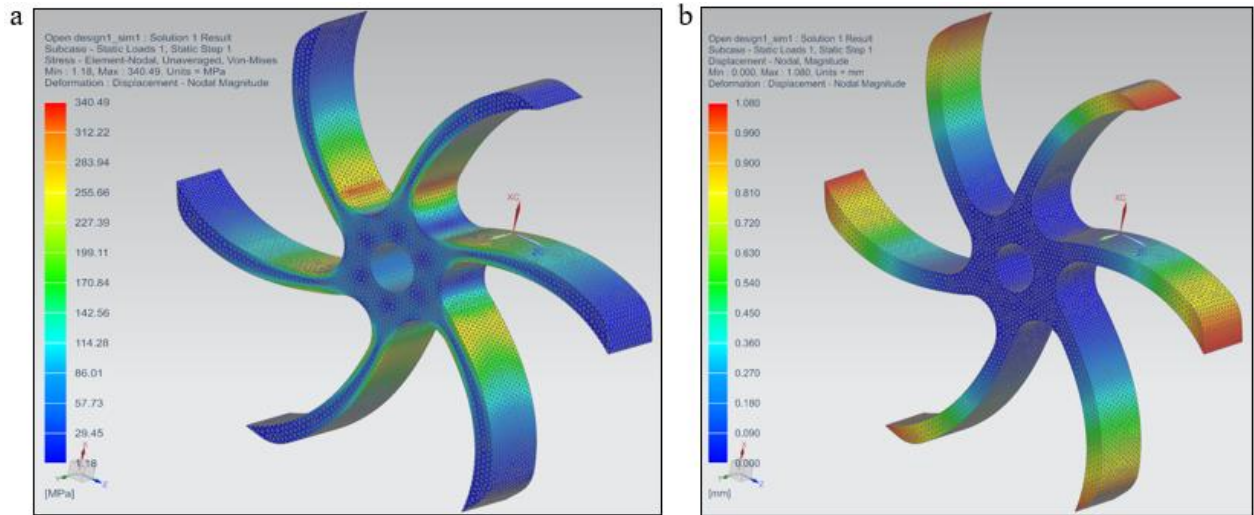 a
Open design1_sim1 : Solution 1 Result
Subcase - Static Loads 1, Static Step 1
Stress - Element-Nodal, Unaveraged, Von-Mises
Min : 1.18, Max : 340.49, Units = MPa
Deformation : Displacement - Nodal Magnitude
340.49
312.22
283.94
255.66
227.39
199.11
170.84
142.56
114.28
86.01
57.73
29.45
1.18
[MPa]
XC
X
Y
Z
b
Open design1_sim1 : Solution 1 Result
Subcase - Static Loads 1, Static Step 1
Displacement - Nodal, Magnitude
Min : 0.000, Max : 1.080, Units = mm
Deformation : Displacement - Nodal Magnitude
1.080
0.990
0.900
0.810
0.720
0.630
0.540
0.450
0.360
0.270
0.180
0.090
0.000
[mm]
XC
X
Y
Z